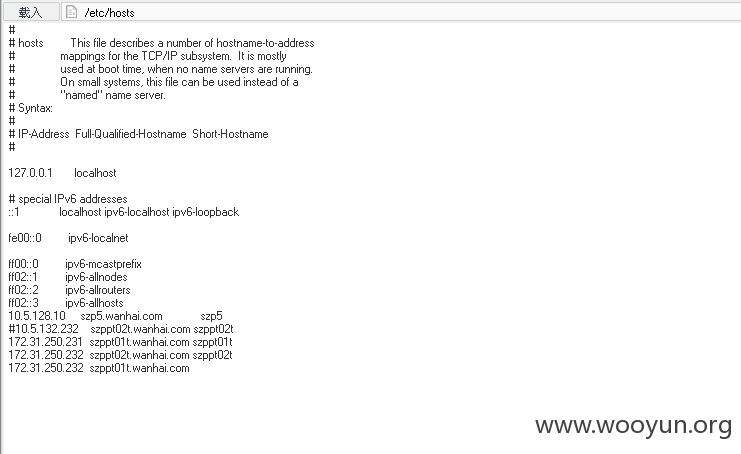 载入 /etc/hosts
#
# hosts         This file describes a number of hostname-to-address
#               mappings for the TCP/IP subsystem.  It is mostly
#               used at boot time, when no name servers are running.
#               On small systems, this file can be used instead of a
#               "named" name server.
# Syntax:
#
# IP-Address  Full-Qualified-Hostname  Short-Hostname
#
127.0.0.1       localhost
# special IPv6 addresses
::1             localhost ipv6-localhost ipv6-loopback
fe00::0         ipv6-localnet
ff00::0         ipv6-mcastprefix
ff02::1         ipv6-allnodes
ff02::2         ipv6-allrouters
ff02::3         ipv6-allhosts
10.5.128.10     szp5.wanhai.com             szp5
#10.5.132.232    szppt02t.wanhai.com szppt02t
172.31.250.231  szppt01t.wanhai.com szppt01t
172.31.250.232  szppt02t.wanhai.com szppt02t
172.31.250.232  szppt01t.wanhai.com
www.wooyun.org